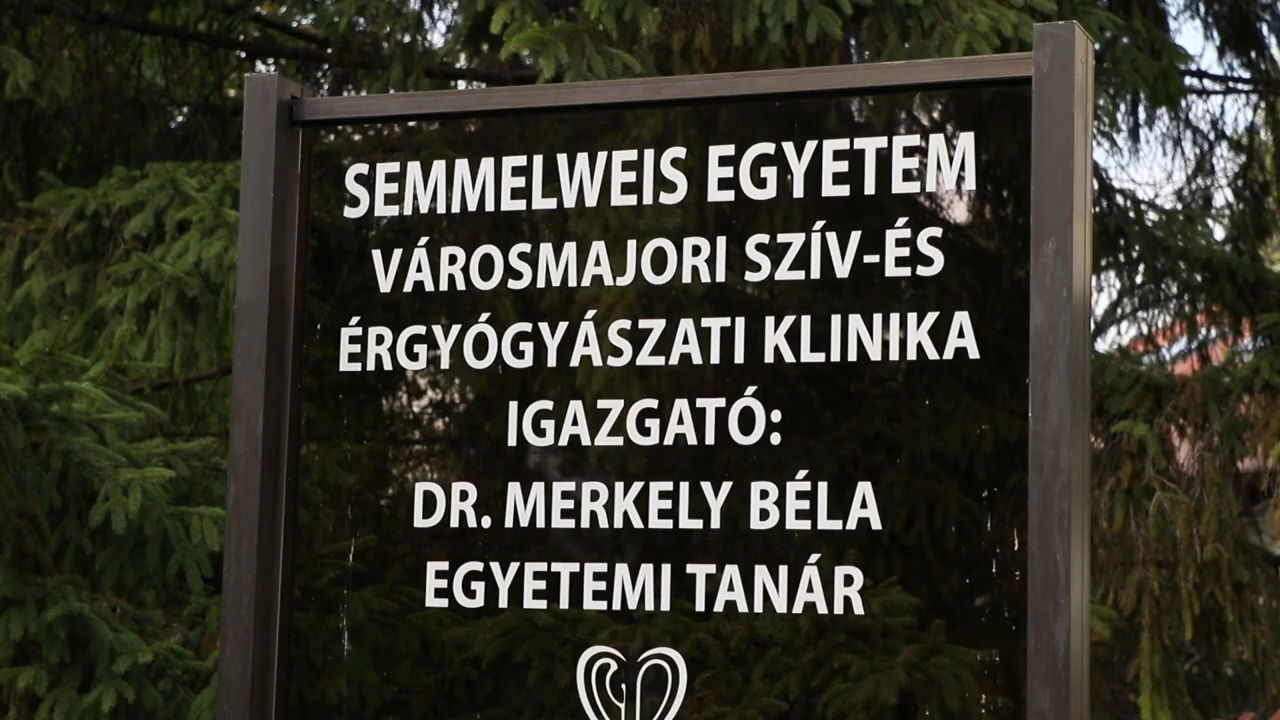 SEMMELWEIS EGYETEM
VÁROSMAJORI SZÍV-ÉS
ÉRGYÓGYÁSZATI KLINIKA
IGAZGATÓ:
DR. MERKELY BÉLA
EGYETEMI TANÁR